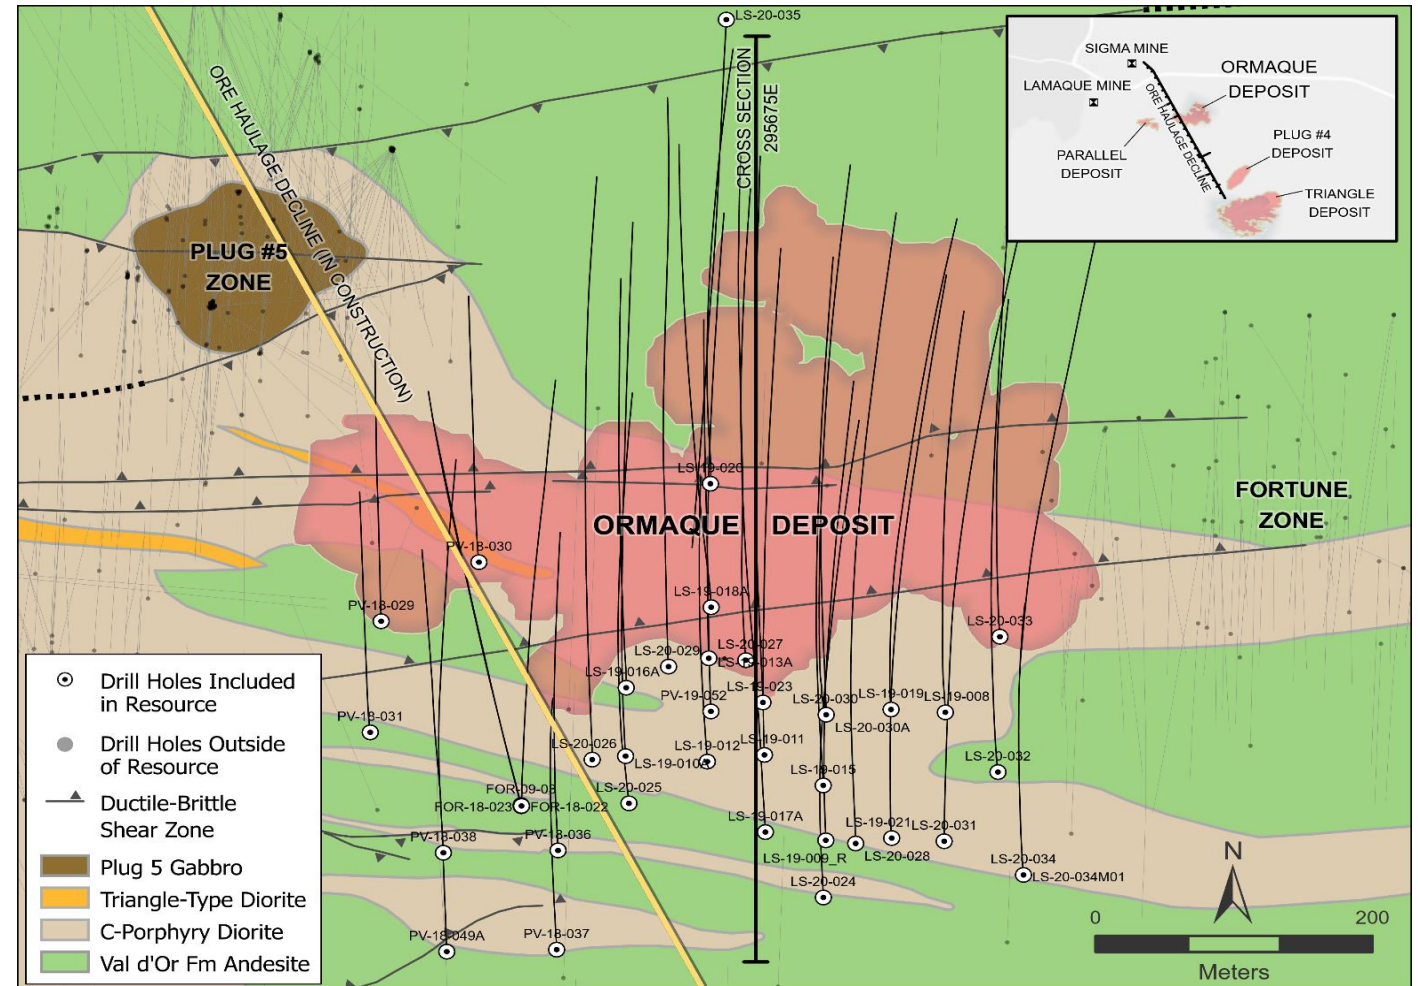 LS-20-035
CROSS SECTION
295675E
ORE HAULAGE DECLINE (IN CONSTRUCTION)
SIGMA MINE
ORMAQUE
DEPOSIT
LAMAQUE MINE
ORE HAULAGE DECLINE
PLUG #4
DEPOSIT
PARALLEL
DEPOSIT
TRIANGLE
DEPOSIT
PLUG #5
ZONE
LS-19-020
FORTUNE
ZONE
ORMAQUE DEPOSIT
PV-18-030
LS-19-018A
PV-18-029
LS-20-033
LS-20-029
LS-20-027
LS-19-013A
LS-19-016A
LS-19-023
PV-19-052
LS-20-030
LS-19-019
LS-19-008
LS-20-030A
PV-18-031
LS-20-026
LS-19-012
LS-19-011
LS-19-010A
LS-20-032
LS-19-015
FOR-09-03
LS-20-025
FOR-18-023
FOR-18-022
LS-19-017A
PV-18-038
PV-18-036
LS-19-021
LS-20-031
LS-19-009_R
LS-20-028
LS-20-034
LS-20-034M01
LS-20-024
PV-18-049A
PV-18-037
Drill Holes Included
in Resource
Drill Holes Outside
of Resource
Ductile-Brittle
Shear Zone
Plug 5 Gabbro
Triangle-Type Diorite
C-Porphyry Diorite
Val d'Or Fm Andesite
N
0 200
Meters